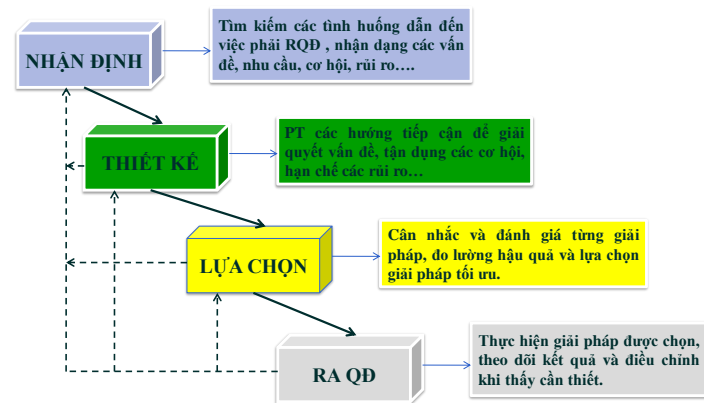 Tìm kiếm các tình huống dẫn đến
việc phải RQĐ , nhận dạng các vấn
đề, nhu cầu, cơ hội, rủi ro….
NHẬN ĐỊNH
PT các hướng tiếp cận để giải
quyết vấn đề, tận dụng các cơ hội,
hạn chế các rủi ro…
THIẾT KẾ
Cân nhắc và đánh giá từng giải
pháp, đo lường hậu quả và lựa chọn
giải pháp tối ưu.
LỰA CHỌN
Thực hiện giải pháp được chọn,
theo dõi kết quả và điều chỉnh
khi thấy cần thiết.
RA QĐ